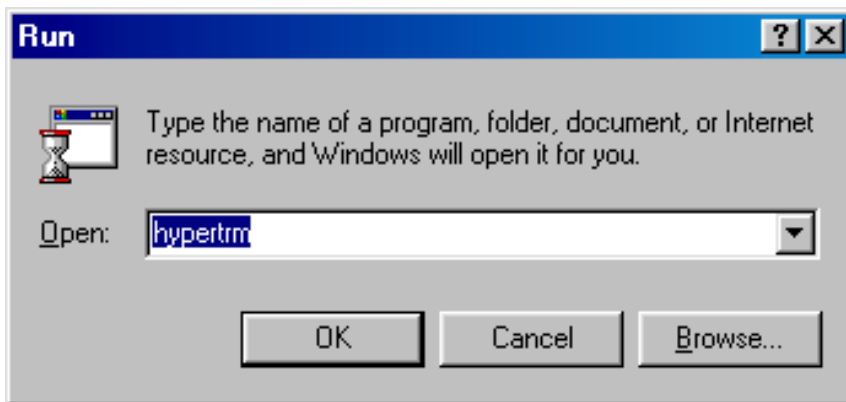 Run
Type the name of a program, folder, document, or Internet
resource, and Windows will open it for you.
Open: hypertrm
OK Cancel Browse...